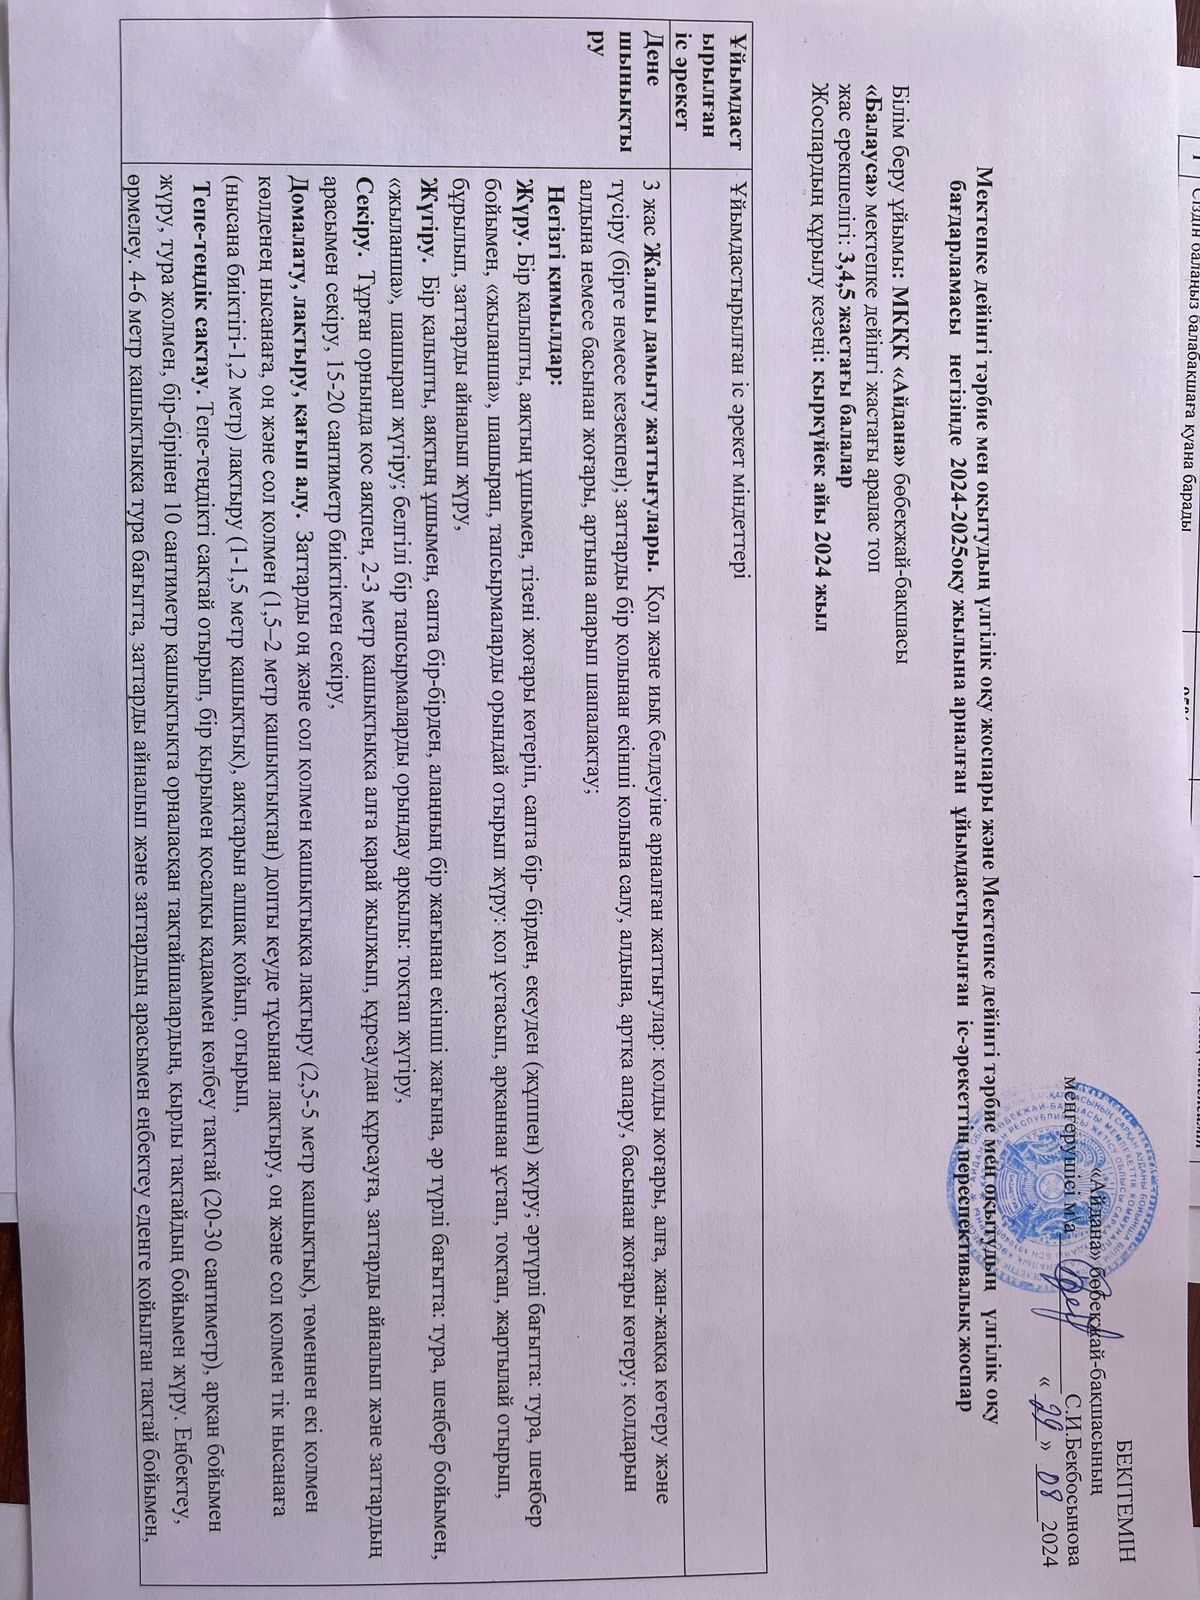 БЕКІТЕМІН
«Айдана» бөбекжай-бақшасының
меңгерушісі м\а С.И.Бекбосынова
« 29 » 08 2024
Мектепке дейінгі тәрбие мен оқытудың үлгілік оқу жоспары және Мектепке дейінгі тәрбие мен оқытудың үлгілік оқу
бағдарламасы негізінде 2024-2025оқу жылына арналған ұйымдастырылған іс-әрекеттің переспективалық жоспар
Білім беру ұйымы: МКҚК «Айдана» бөбекжай-бақшасы
«Балауса» мектепке дейінгі жастағы аралас топ
жас ерекшелігі: 3,4,5 жастағы балалар
Жоспардың құрылу кезеңі: қыркүйек айы 2024 жыл
Ұйымдаст
ырылған
іс әрекет
Ұйымдастырылған іс әрекет міндеттері
Дене
шынықты
ру
3 жас Жалпы дамыту жаттығулары. Қол және иық белдеуіне арналған жаттығулар: қолды жоғары, алға, жан-жаққа көтеру және
түсіру (бірге немесе кезекпен); заттарды бір қолынан екінші қолына салу, алдына, артқа апару, басынан жоғары көтеру; қолдарын
алдына немесе басынан жоғары, артына апарып шапалақтау;
Негізгі қимылдар:
Жүру. Бір қалыпты, аяқтың ұшымен, тізені жоғары көтеріп, сапта бір- бірден, екеуден (жұппен) жүру; әртүрлі бағытта: тура, шеңбер
бойымен, «жыланша», шашырап, тапсырмаларды орындай отырып жүру: қол ұстасып, арқаннан ұстап, тоқтап, жартылай отырып,
бұрылып, заттарды айналып жүру,
Жүгіру. Бір қалыпты, аяқтың ұшымен, сапта бір-бірден, алаңның бір жағынан екінші жағына, әр түрлі бағытта: тура, шеңбер бойымен,
«жыланша», шашырап жүгіру; белгілі бір тапсырмаларды орындау арқылы: тоқтап жүгіру,
Секіру. Тұрған орнында қос аяқпен, 2-3 метр қашықтыққа алға қарай жылжып, құрсаудан құрсауға, заттарды айналып және заттардың
арасымен секіру, 15-20 сантиметр биіктіктен секіру,
Домалату, лақтыру, қағып алу. Заттарды оң және сол қолмен қашықтыққа лақтыру (2,5-5 метр қашықтық), төменнен екі қолмен
көлденең нысанаға, оң және сол қолмен (1,5–2 метр қашықтықтан) допты кеуде тұсынан лақтыру, оң және сол қолмен тік нысанаға
(нысана биіктігі-1,2 метр) лақтыру (1-1,5 метр қашықтық), аяқтарын алшақ қойып, отырып,
Тепе-теңдік сақтау. Тепе-теңдікті сақтай отырып, бір қырымен қосалқы қадаммен көлбеу тақтай (20-30 сантиметр), арқан бойымен
жүру, тура жолмен, бір-бірінен 10 сантиметр қашықтықта орналасқан тақтайшалардың, қырлы тақтайдың бойымен жүру. Еңбектеу,
өрмелеу. 4-6 метр қашықтыққа тура бағытта, заттарды айналып және заттардың арасымен еңбектеу еденге қойылған тақтай бойымен,
Сіздің балаңыз балабақшаға қуана барады